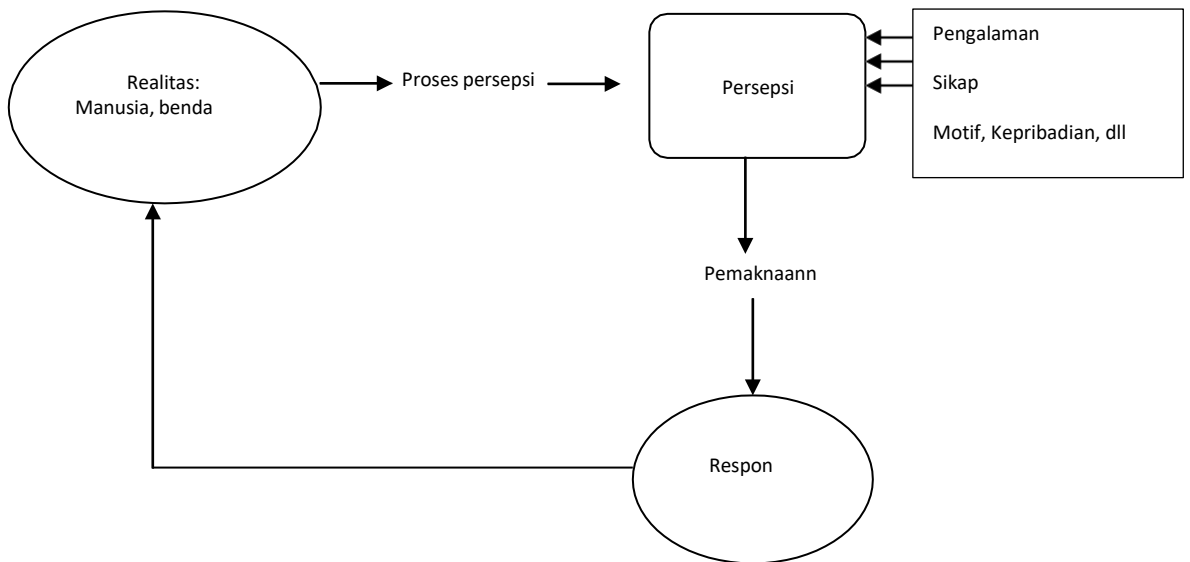 Realitas:
Manusia, benda
Proses persepsi
Persepsi
Pengalaman
Sikap
Motif, Kepribadian, dll
Pemaknaann
Respon